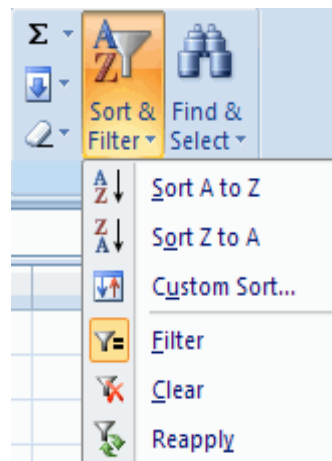 Σ
Sort & Filter
Find & Select
Sort A to Z
Sort Z to A
Custom Sort...
Filter
Clear
Reapply